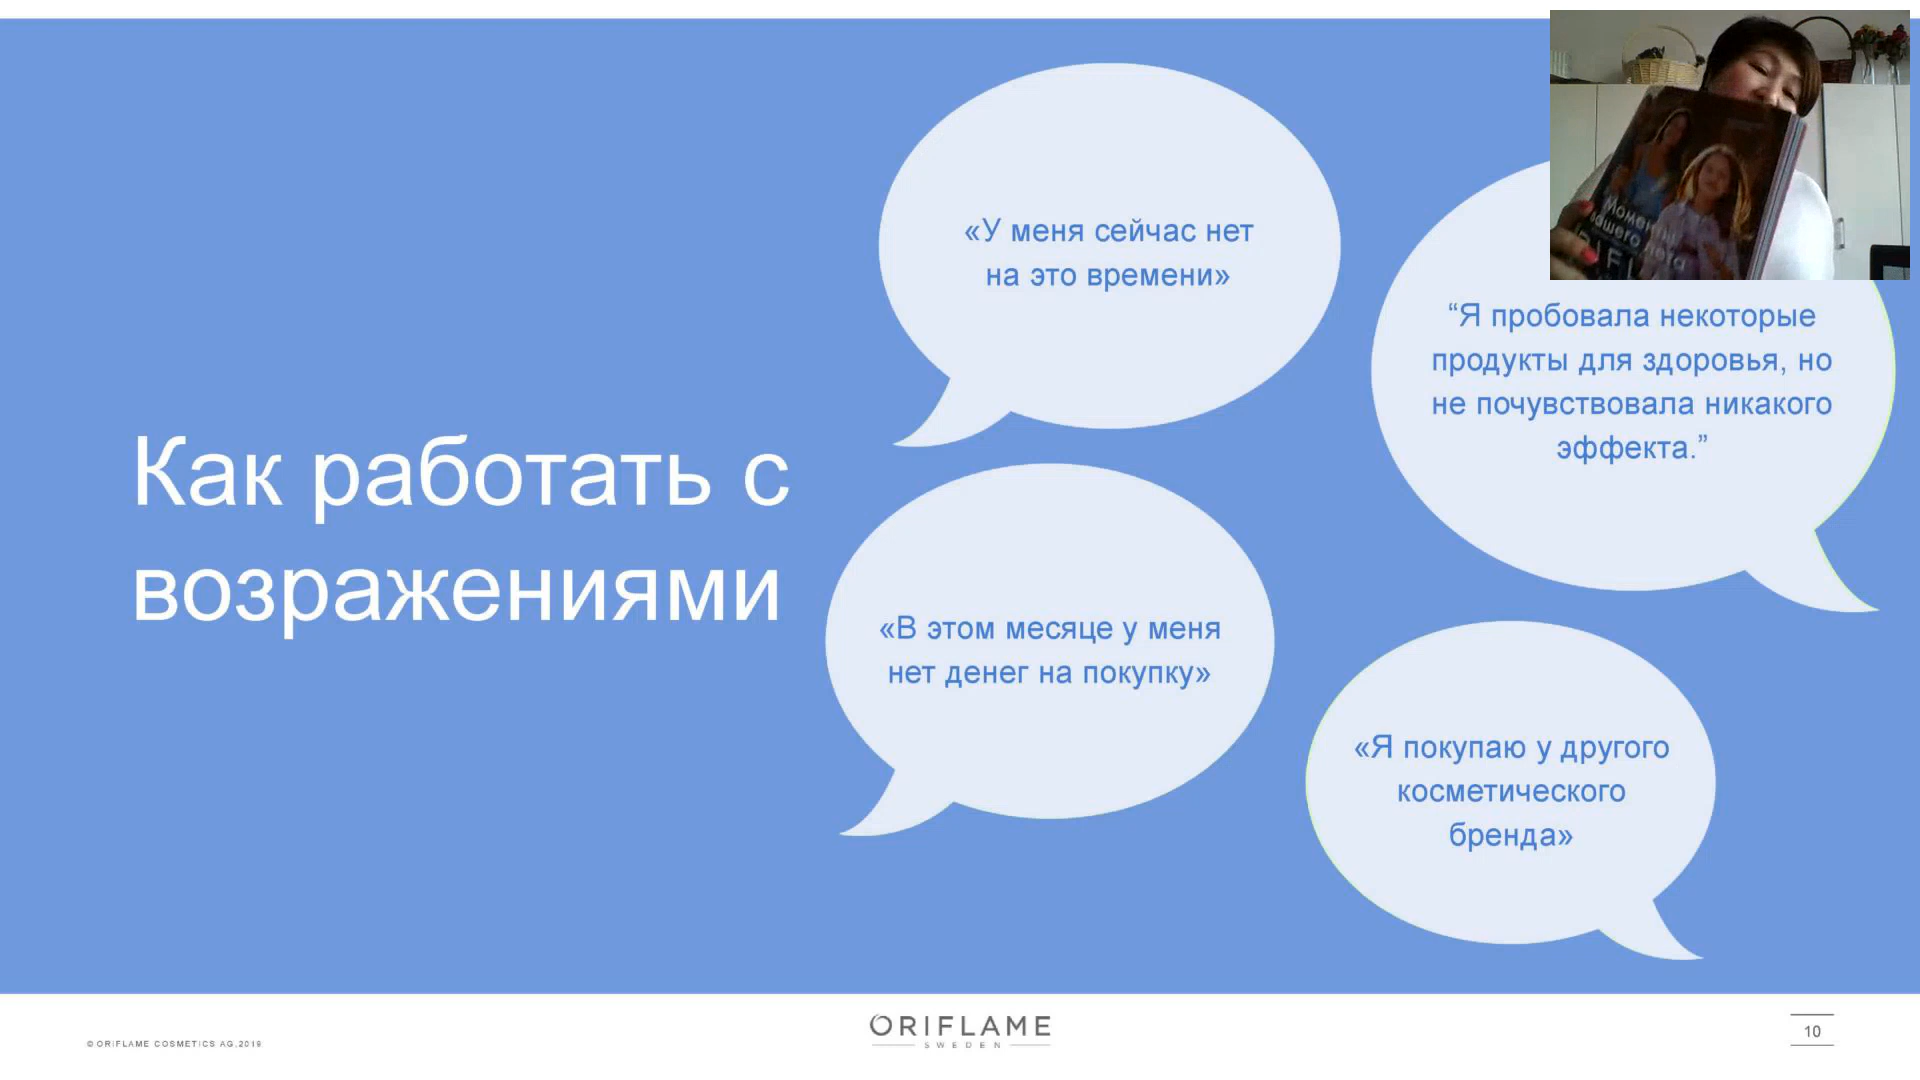 Как работать с
возражениями
«У меня сейчас нет
на это времени»
“Я пробовала некоторые
продукты для здоровья, но
не почувствовала никакого
эффекта.”
«В этом месяце у меня
нет денег на покупку»
«Я покупаю у другого
косметического
бренда»
вашего
© ORIFLAME COSMETICS AG,2019
ORIFLAME
SWEDEN
10